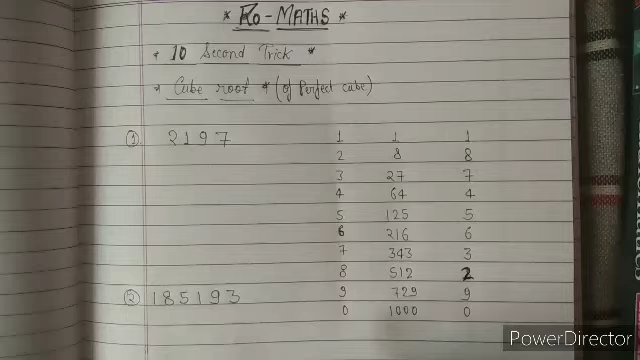 * Ro - MATHS *
* 10 Second Trick *
* Cube root * (of Perfect cube)
① 2197
1 1 1
2 8 8
3 27 7
4 64 4
5 125 5
6 216 6
7 343 3
8 512 2
② 185193
9 729 9
0 1000 0
PowerDirector